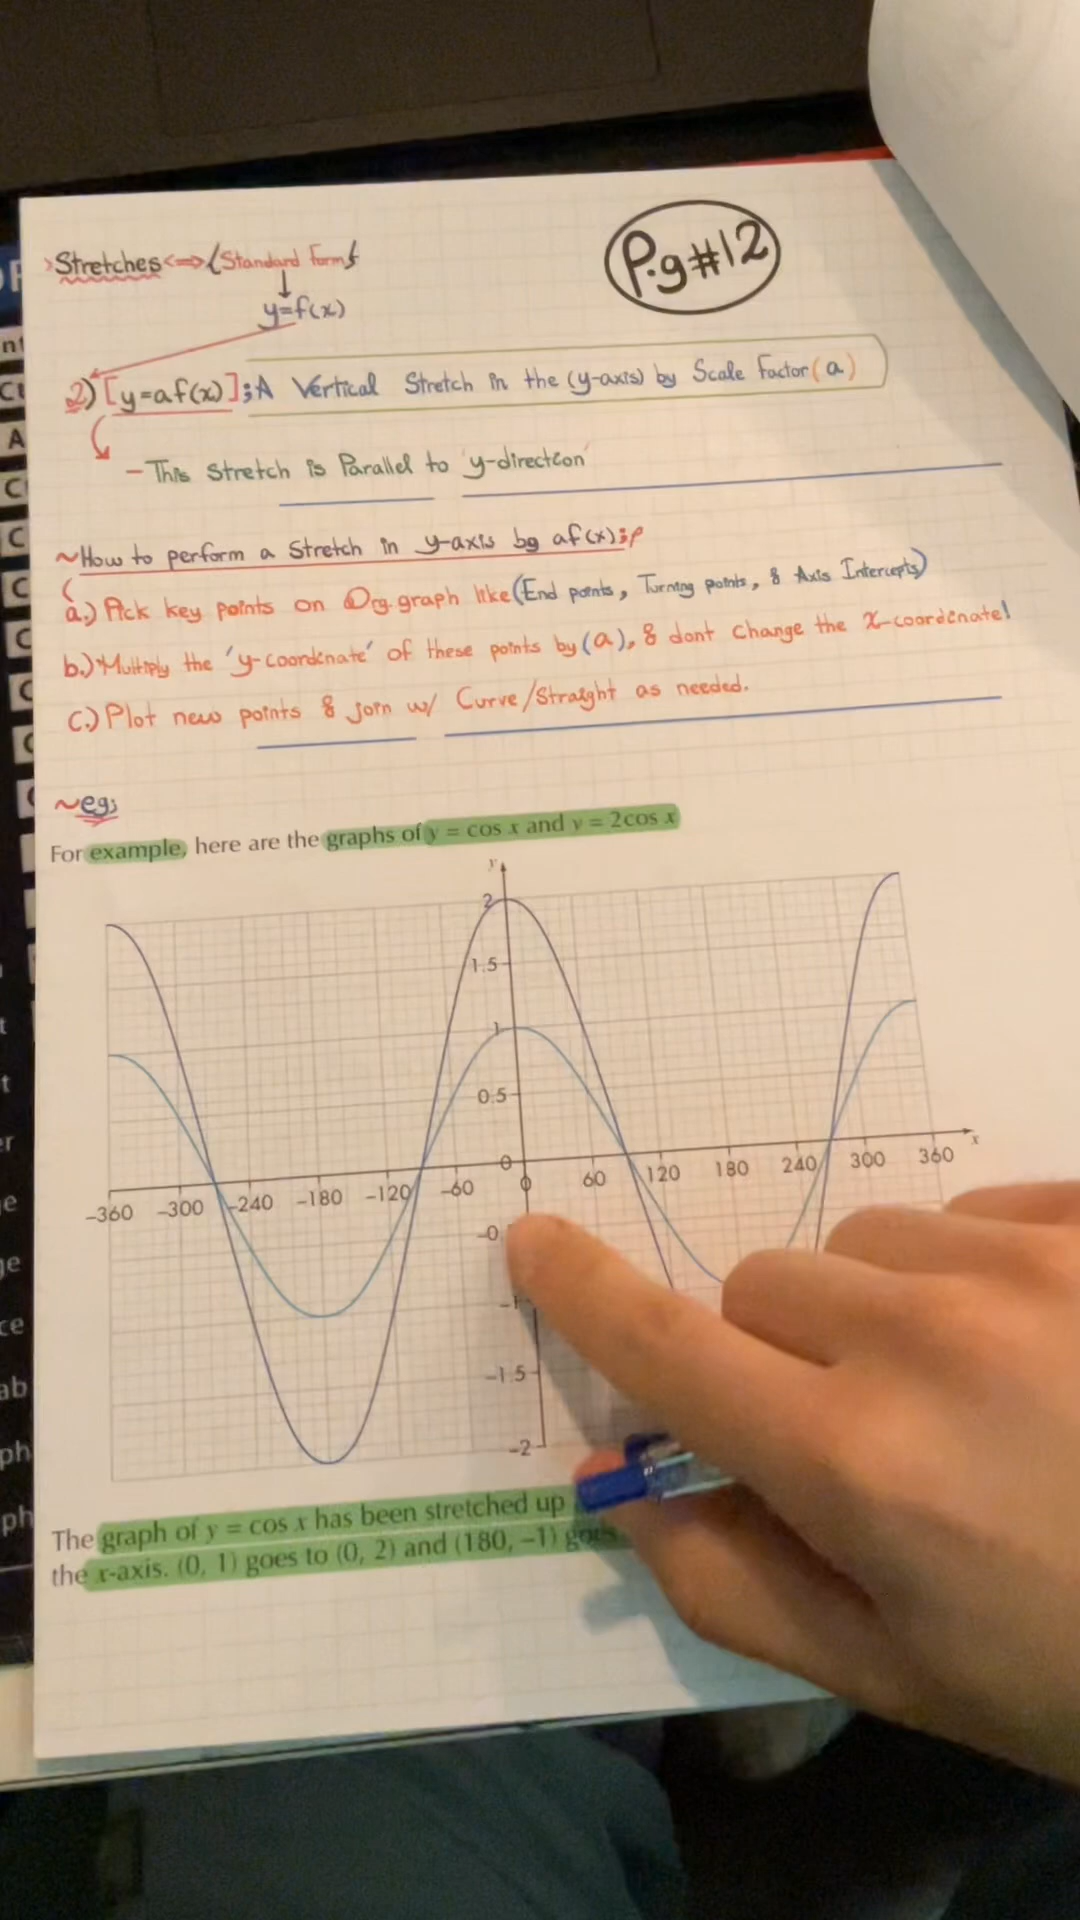 Stretches <=> {Standard form}
P.g#12
y=f(x)
2) [y=af(x)]; A Vertical Stretch in the (y-axis) by Scale factor (a)
- This Stretch is Parallel to 'y-direction'
~How to perform a Stretch in y-axis by af(x);
a.) Pick key points on Org. graph like (End points, Turning points, & Axis Intercepts)
b.) Multiply the 'y-coordinate' of these points by (a), & dont change the x-coordinate!
C.) Plot new points & join w/ Curve/Straight as needed.
~eg;
For example, here are the graphs of y = cos x and y = 2cos x
y
2
1.5
1
0.5
0
x
-360 -300 -240 -180 -120 -60 0 60 120 180 240 300 360
-0
-1
-1.5
-2
The graph of y = cos x has been stretched up
the x-axis. (0, 1) goes to (0, 2) and (180, -1) goes